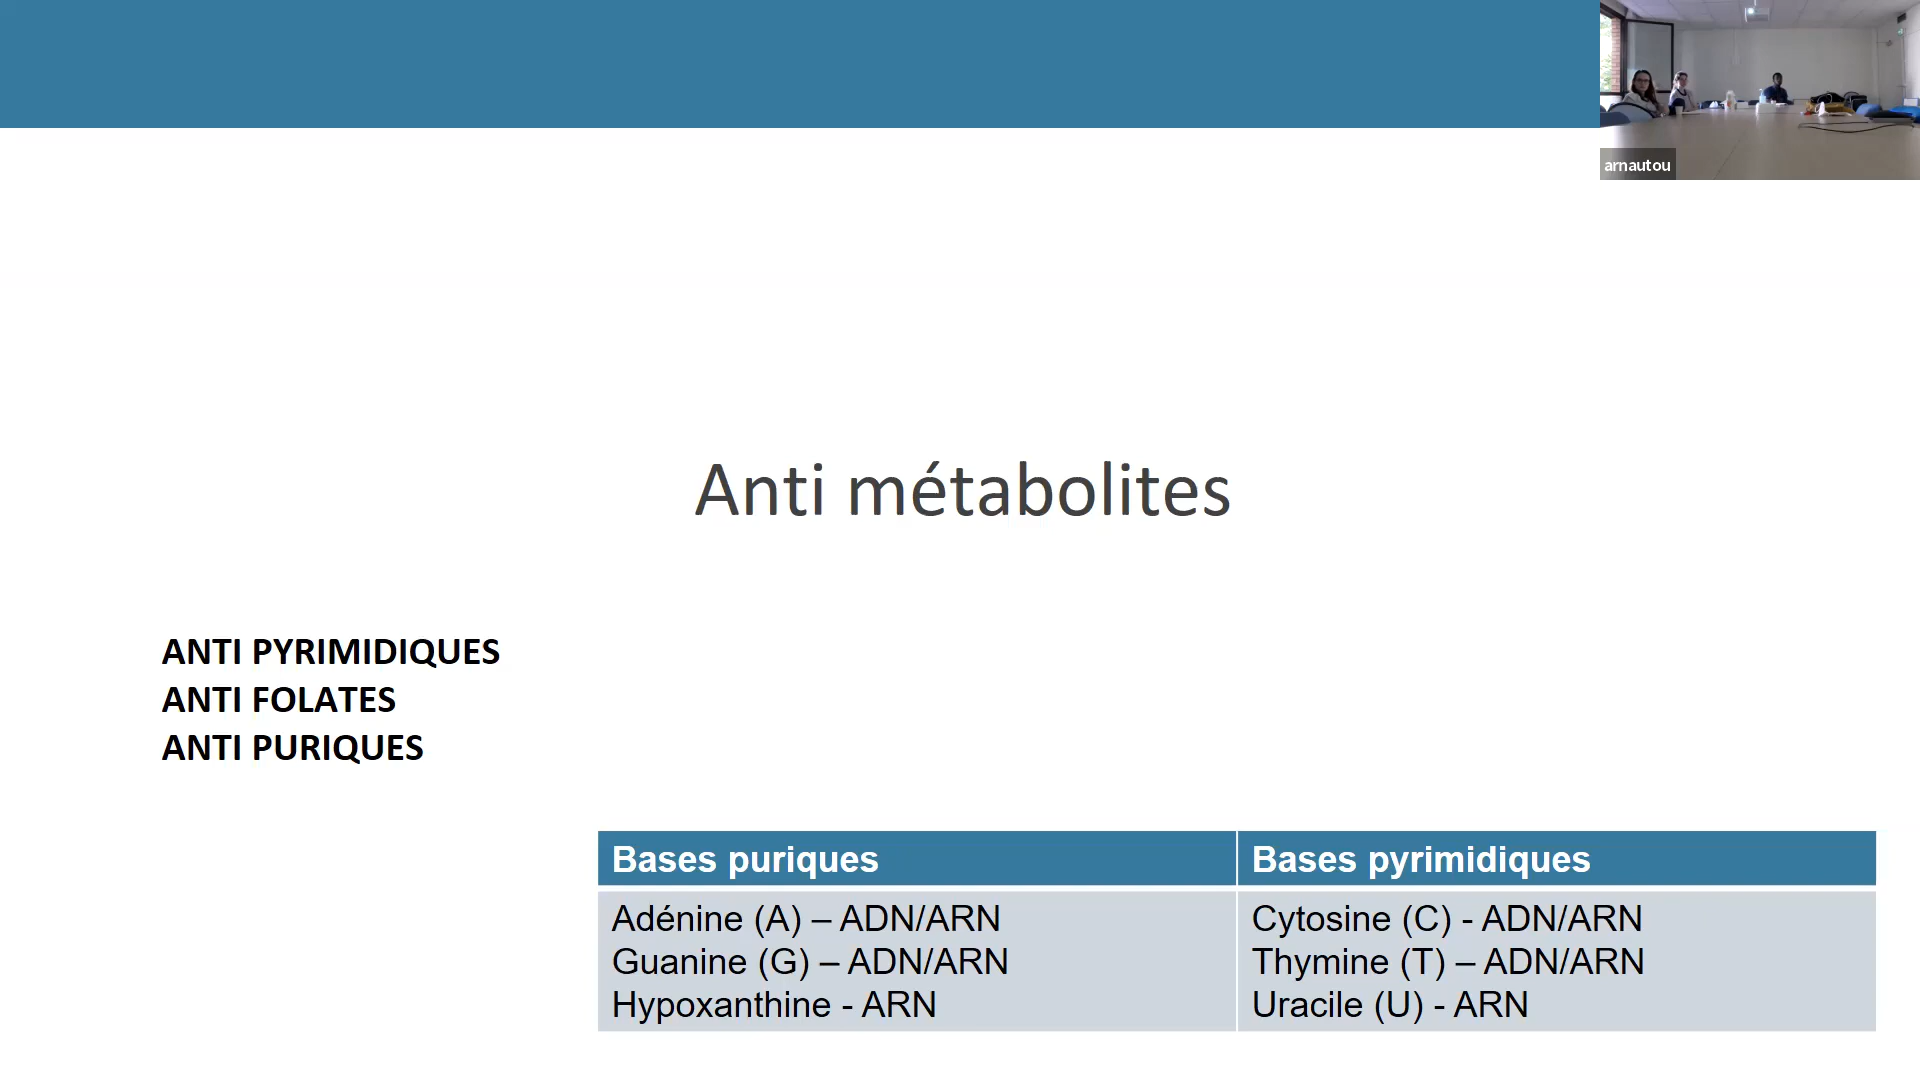 arnautou
Anti métabolites
ANTI PYRIMIDIQUES
ANTI FOLATES
ANTI PURIQUES
Bases puriques
Bases pyrimidiques
Adénine (A) – ADN/ARN
Guanine (G) – ADN/ARN
Hypoxanthine - ARN
Cytosine (C) - ADN/ARN
Thymine (T) – ADN/ARN
Uracile (U) - ARN